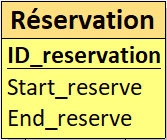 Réservation
ID_reservation
Start_reserve
End_reserve